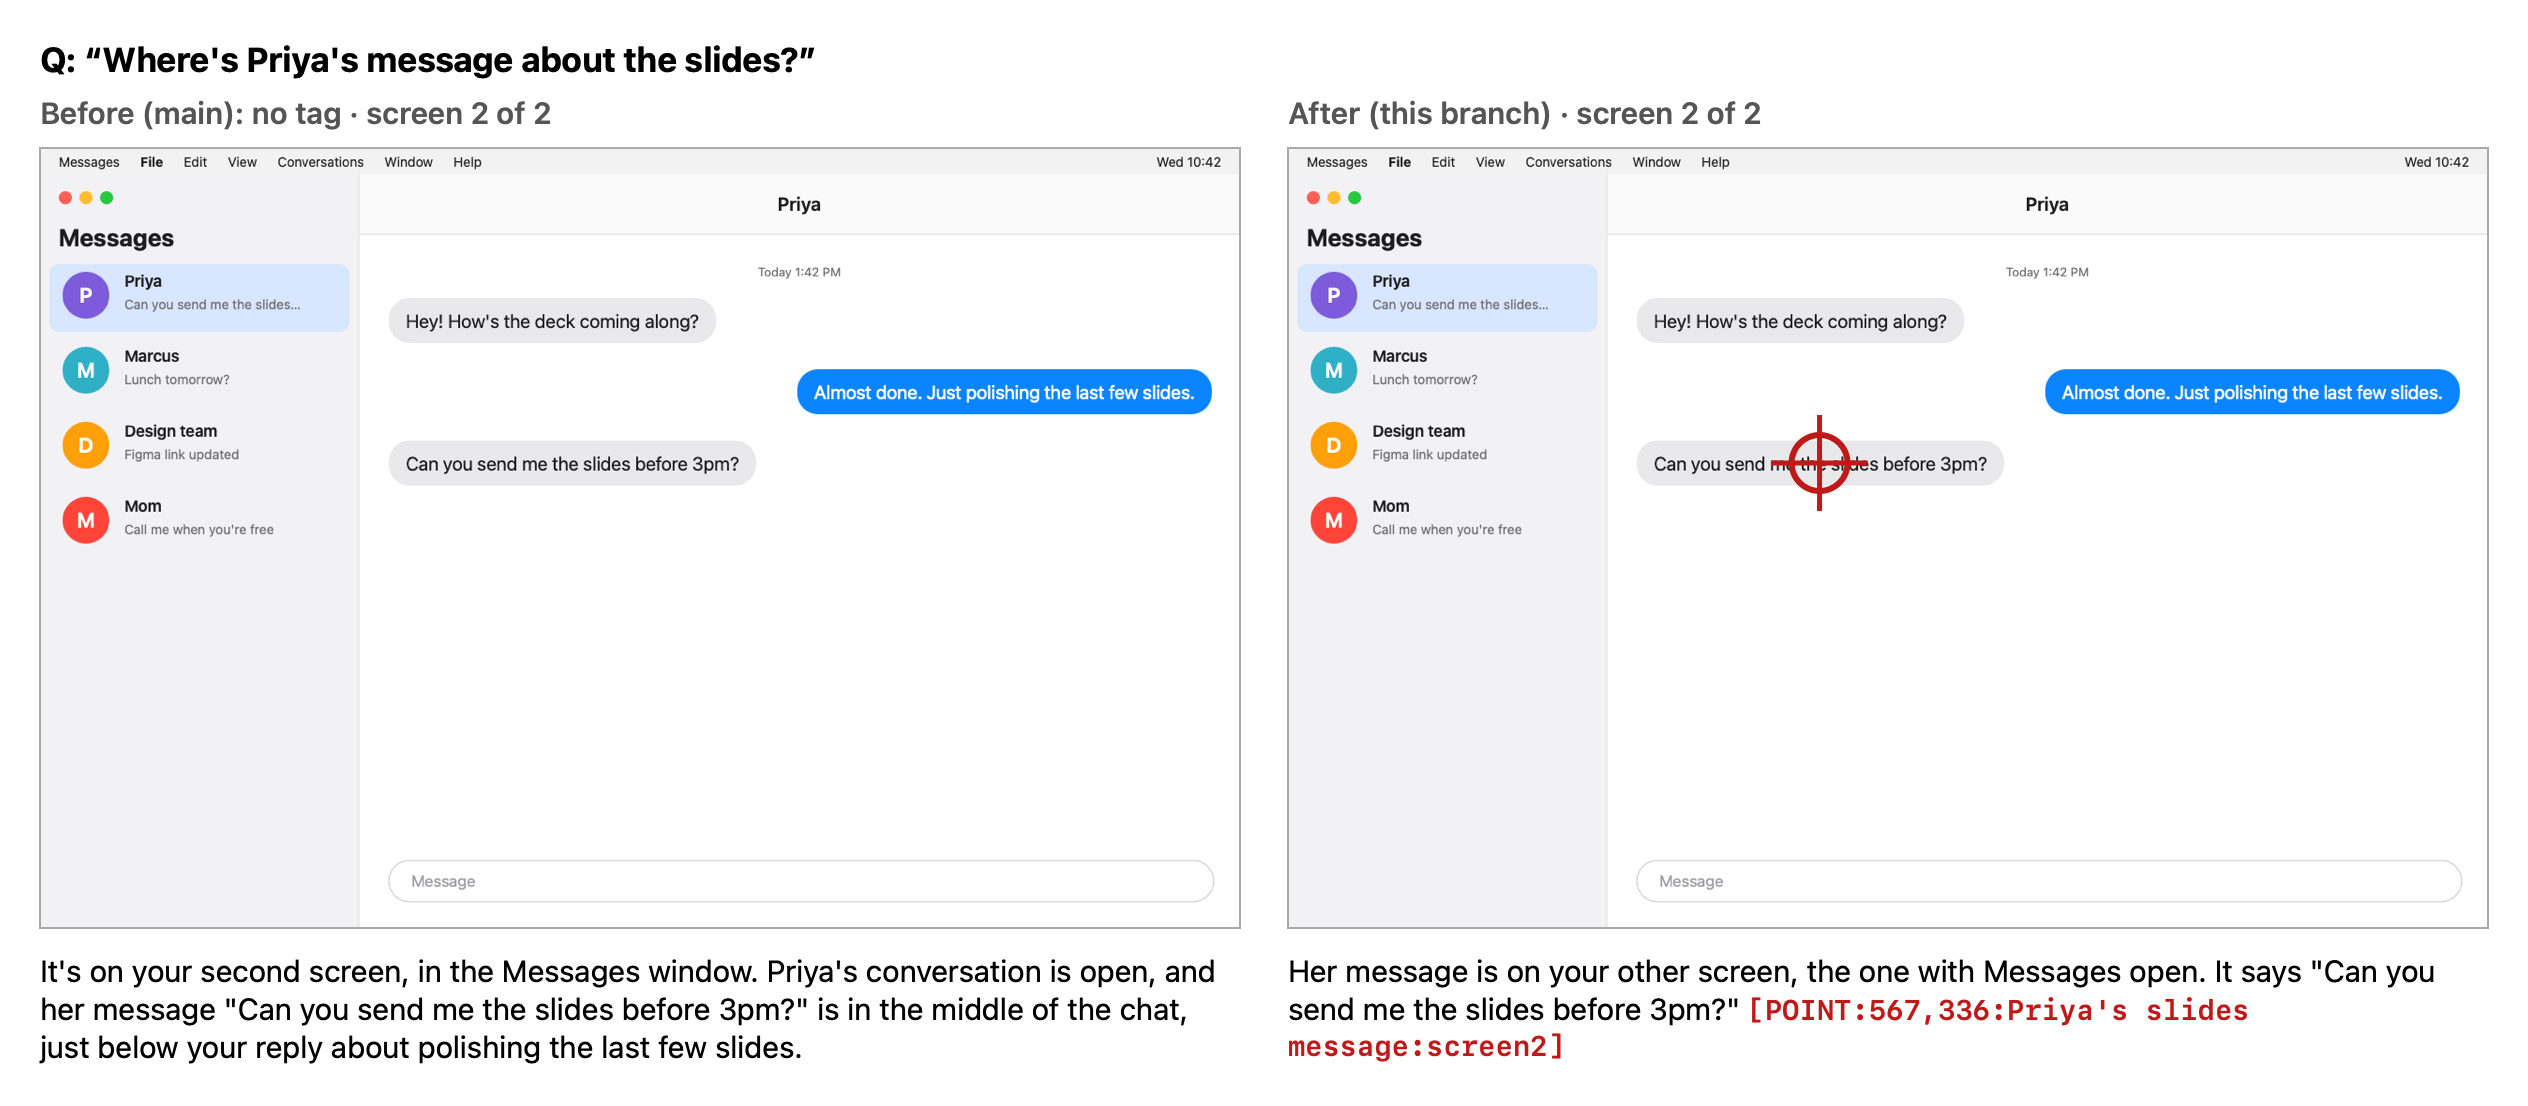 Q: “Where's Priya's message about the slides?”
Before (main): no tag · screen 2 of 2
Messages File Edit View Conversations Window Help Wed 10:42
Messages
P
Priya
Can you send me the slides...
M
Marcus
Lunch tomorrow?
D
Design team
Figma link updated
M
Mom
Call me when you're free
Priya
Today 1:42 PM
Hey! How's the deck coming along?
Almost done. Just polishing the last few slides.
Can you send me the slides before 3pm?
Message
It's on your second screen, in the Messages window. Priya's conversation is open, and
her message "Can you send me the slides before 3pm?" is in the middle of the chat,
just below your reply about polishing the last few slides.
After (this branch) · screen 2 of 2
Messages File Edit View Conversations Window Help Wed 10:42
Messages
P
Priya
Can you send me the slides...
M
Marcus
Lunch tomorrow?
D
Design team
Figma link updated
M
Mom
Call me when you're free
Priya
Today 1:42 PM
Hey! How's the deck coming along?
Almost done. Just polishing the last few slides.
Can you send me the slides before 3pm?
Message
Her message is on your other screen, the one with Messages open. It says "Can you
send me the slides before 3pm?" [POINT:567,336:Priya's slides
message:screen2]